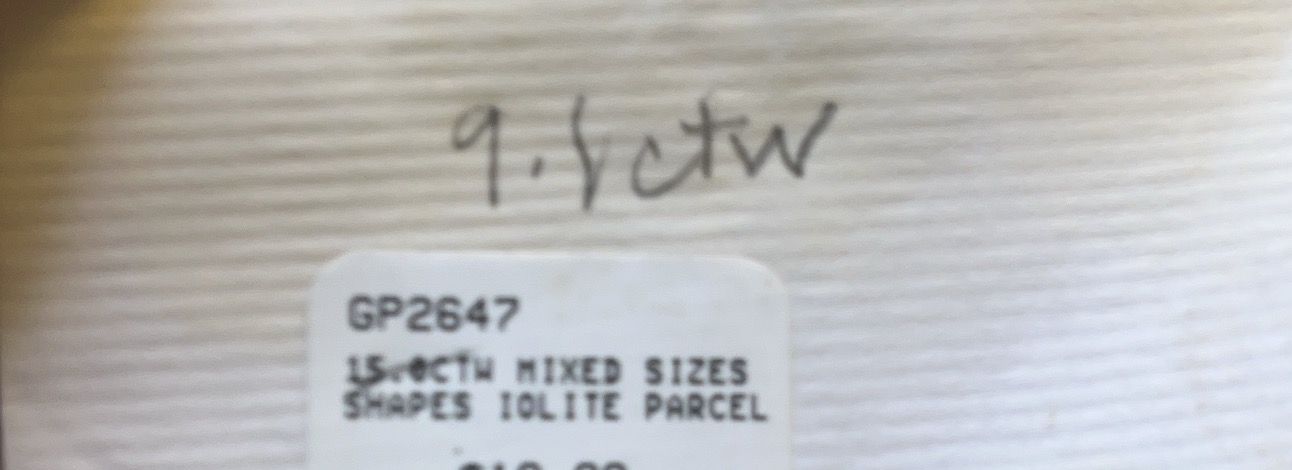 9.8ctw
GP2647
15.0CTW MIXED SIZES
SHAPES IOLITE PARCEL